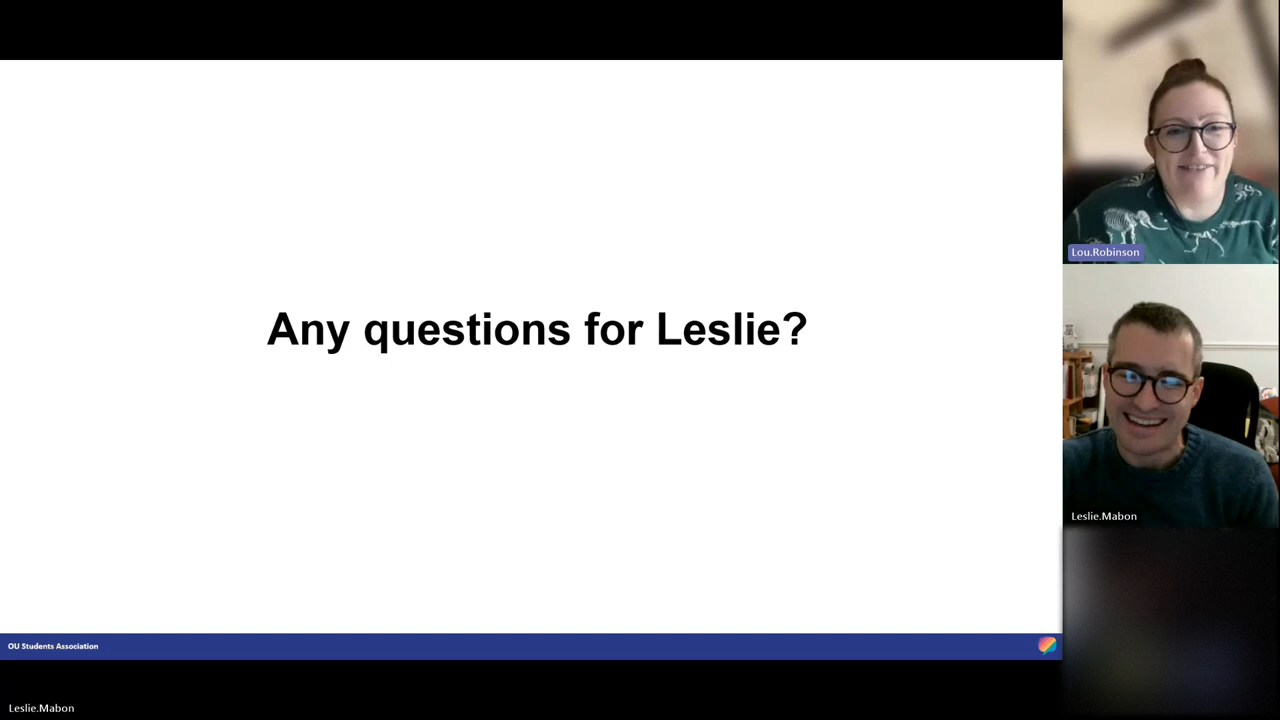 Any questions for Leslie?
Lou.Robinson
Leslie.Mabon
OU Students Association
Leslie.Mabon